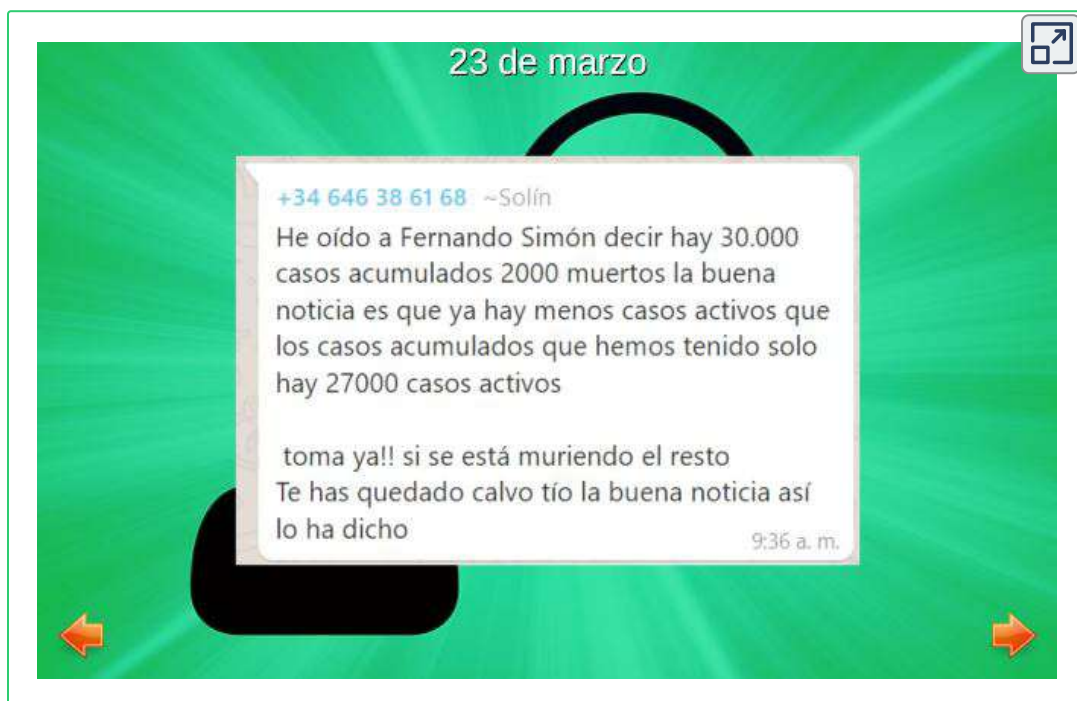 23 de marzo
+34 646 38 61 68 ~Solín
He oído a Fernando Simón decir hay 30.000
casos acumulados 2000 muertos la buena
noticia es que ya hay menos casos activos que
los casos acumulados que hemos tenido solo
hay 27000 casos activos
toma ya!! si se está muriendo el resto
Te has quedado calvo tío la buena noticia así
lo ha dicho
9:36 a. m.